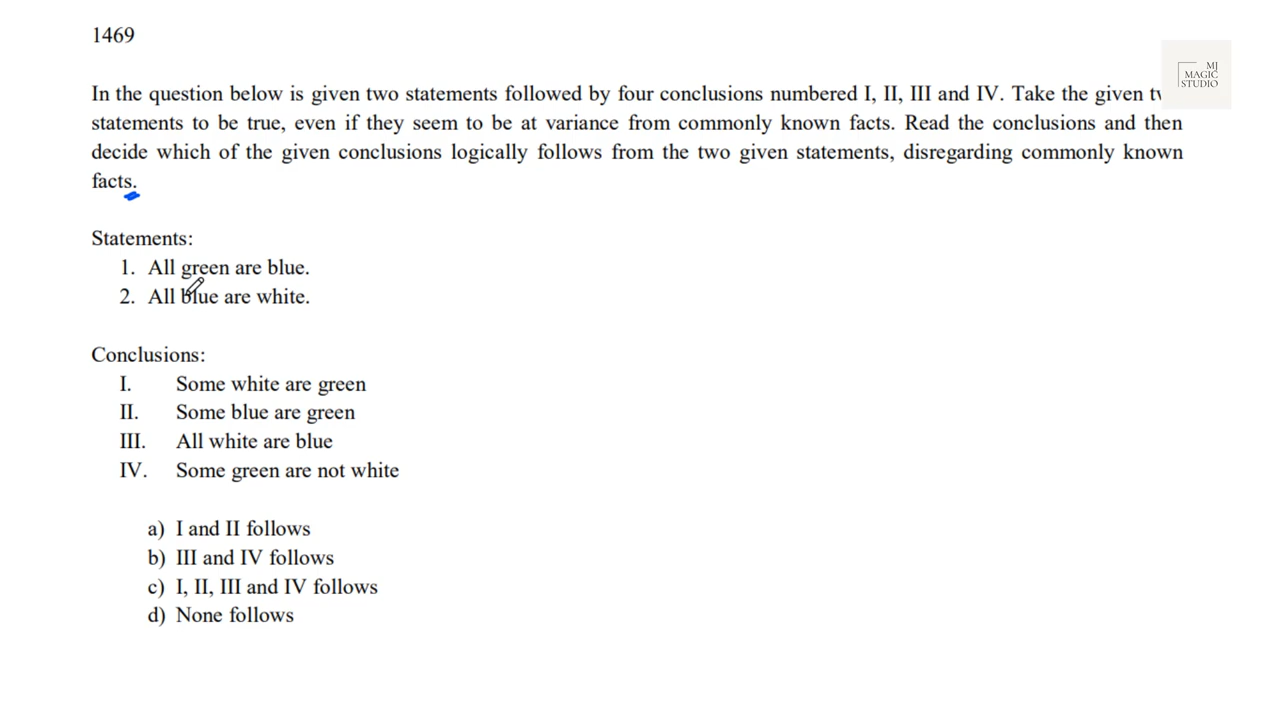 1469
MJ
MAGIC
STUDIO
In the question below is given two statements followed by four conclusions numbered I, II, III and IV. Take the given
statements to be true, even if they seem to be at variance from commonly known facts. Read the conclusions and then
decide which of the given conclusions logically follows from the two given statements, disregarding commonly known
facts.
Statements:
1. All green are blue.
2. All blue are white.
Conclusions:
I. Some white are green
II. Some blue are green
III. All white are blue
IV. Some green are not white
a) I and II follows
b) III and IV follows
c) I, II, III and IV follows
d) None follows